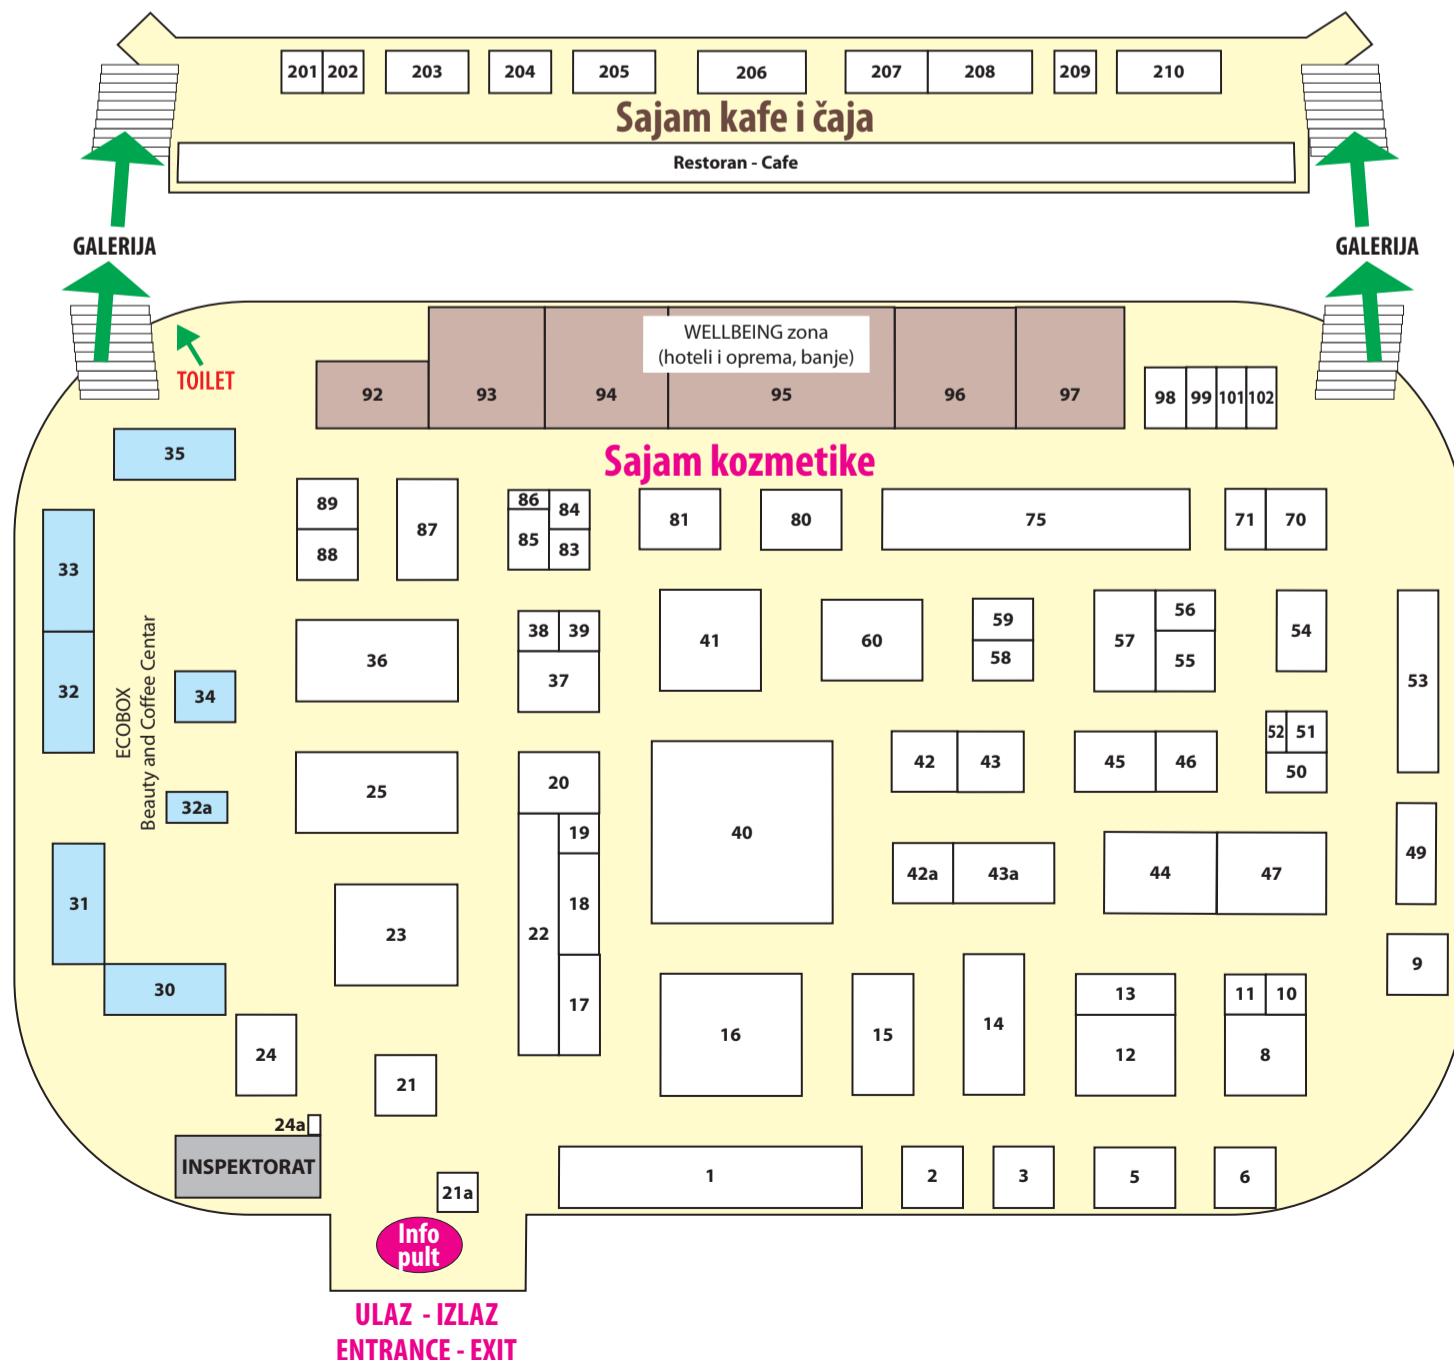 201 202 203 204 205 206 207 208 209 210
Sajam kafe i čaja
Restoran - Cafe
GALERIJA GALERIJA
TOILET
WELLBEING zona
(hoteli i oprema, banje)
92 93 94 95 96 97 98 99 101 102
Sajam kozmetike
35
89 87 86 84 81 80 75 71 70
88 85 83
33
38 39 41 60 59 57 56 54 53
36 37 58 55
32 34
ECOBOX
Beauty and Coffee Centar
32a
25 20 40 42 43 45 46 52 51
50
19
31 23 22 18 42a 43a 44 47 49
9
30 17 16 15 14 13 11 10
24 21 12 8
24a
INSPEKTORAT
21a 1 2 3 5 6
Info
pult
ULAZ - IZLAZ
ENTRANCE - EXIT